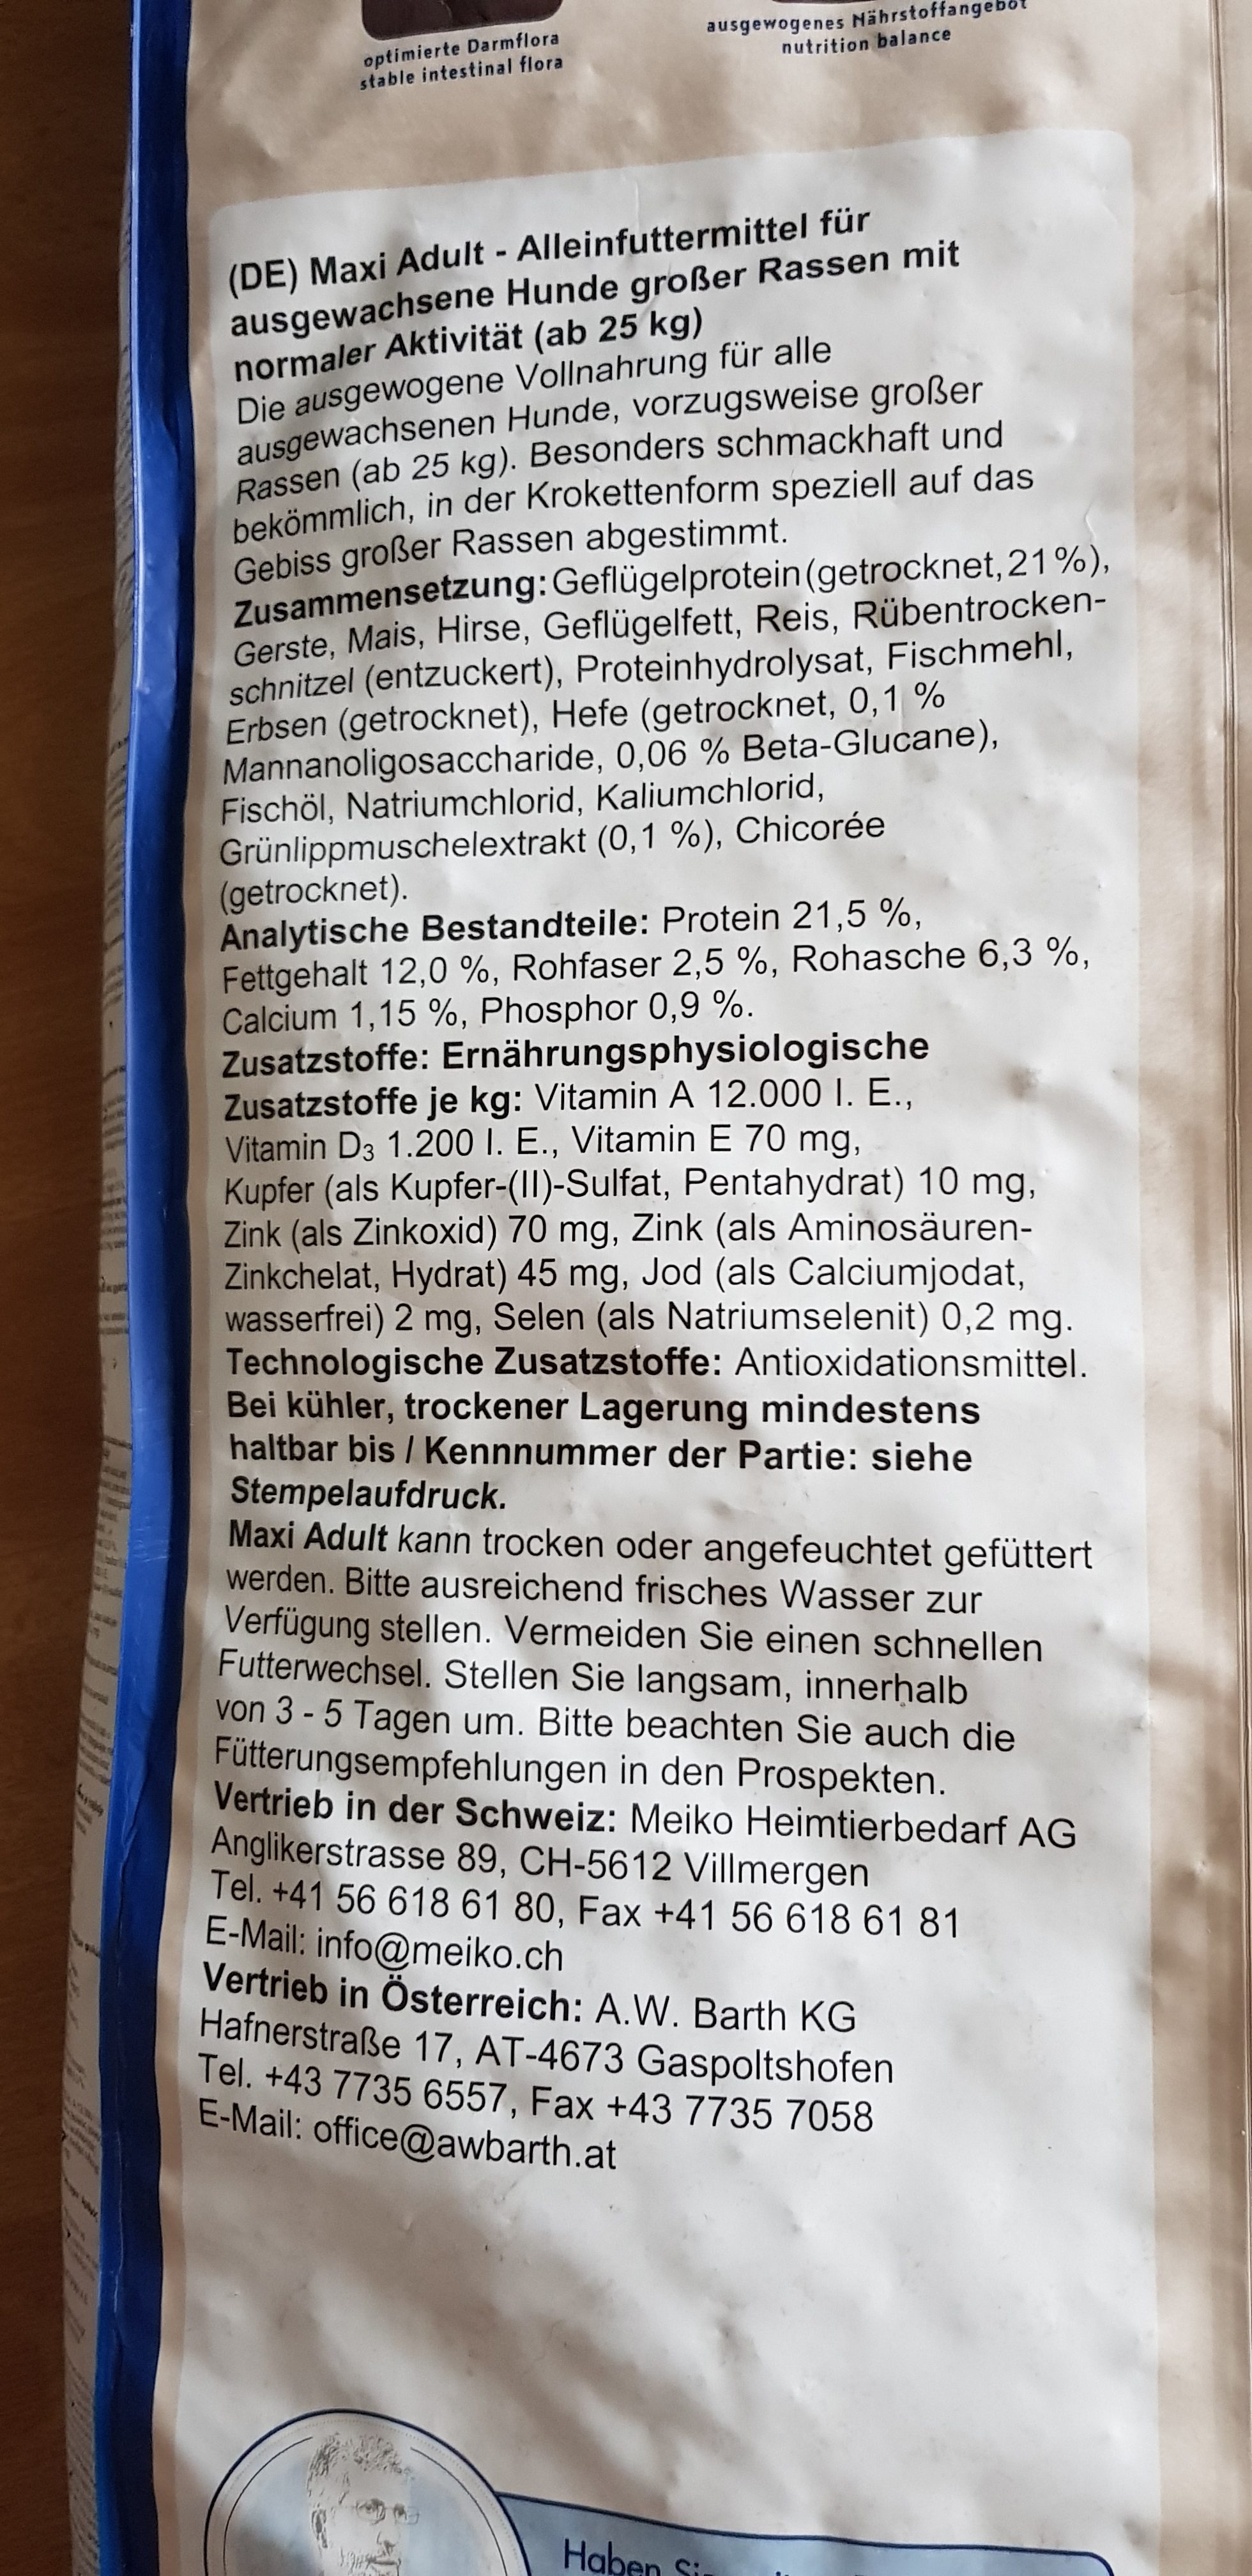 optimierte Darmflora
stable intestinal flora
ausgewogenes Nährstoffangebot
nutrition balance
(DE) Maxi Adult - Alleinfuttermittel für
ausgewachsene Hunde großer Rassen mit
normaler Aktivität (ab 25 kg)
Die ausgewogene Vollnahrung für alle
ausgewachsenen Hunde, vorzugsweise großer
Rassen (ab 25 kg). Besonders schmackhaft und
bekömmlich, in der Krokettenform speziell auf das
Gebiss großer Rassen abgestimmt.
Zusammensetzung: Geflügelprotein (getrocknet, 21 %),
Gerste, Mais, Hirse, Geflügelfett, Reis, Rübentrocken-
schnitzel (entzuckert), Proteinhydrolysat, Fischmehl,
Erbsen (getrocknet), Hefe (getrocknet, 0,1 %
Mannanoligosaccharide, 0,06 % Beta-Glucane),
Fischöl, Natriumchlorid, Kaliumchlorid,
Grünlippmuschelextrakt (0,1 %), Chicorée
(getrocknet).
Analytische Bestandteile: Protein 21,5 %,
Fettgehalt 12,0 %, Rohfaser 2,5 %, Rohasche 6,3 %,
Calcium 1,15 %, Phosphor 0,9 %.
Zusatzstoffe: Ernährungsphysiologische
Zusatzstoffe je kg: Vitamin A 12.000 I. E.,
Vitamin D3 1.200 I. E., Vitamin E 70 mg,
Kupfer (als Kupfer-(II)-Sulfat, Pentahydrat) 10 mg,
Zink (als Zinkoxid) 70 mg, Zink (als Aminosäuren-
Zinkchelat, Hydrat) 45 mg, Jod (als Calciumjodat,
wasserfrei) 2 mg, Selen (als Natriumselenit) 0,2 mg.
Technologische Zusatzstoffe: Antioxidationsmittel.
Bei kühler, trockener Lagerung mindestens
haltbar bis / Kennnummer der Partie: siehe
Stempelaufdruck.
Maxi Adult kann trocken oder angefeuchtet gefüttert
werden. Bitte ausreichend frisches Wasser zur
Verfügung stellen. Vermeiden Sie einen schnellen
Futterwechsel. Stellen Sie langsam, innerhalb
von 3 - 5 Tagen um. Bitte beachten Sie auch die
Fütterungsempfehlungen in den Prospekten.
Vertrieb in der Schweiz: Meiko Heimtierbedarf AG
Anglikerstrasse 89, CH-5612 Villmergen
Tel. +41 56 618 61 80, Fax +41 56 618 61 81
E-Mail: info@meiko.ch
Vertrieb in Österreich: A.W. Barth KG
Hafnerstraße 17, AT-4673 Gaspoltshofen
Tel. +43 7735 6557, Fax +43 7735 7058
E-Mail: office@awbarth.at
Haben